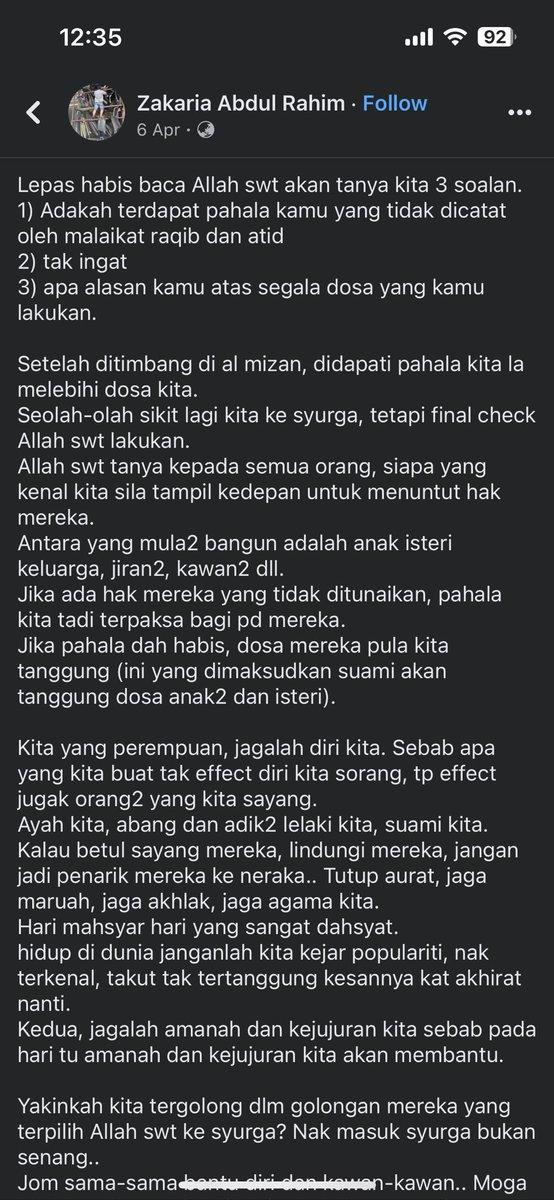 12:35
92
Zakaria Abdul Rahim · Follow
6 Apr ·
Lepas habis baca Allah swt akan tanya kita 3 soalan.
1) Adakah terdapat pahala kamu yang tidak dicatat
oleh malaikat raqib dan atid
2) tak ingat
3) apa alasan kamu atas segala dosa yang kamu
lakukan.
Setelah ditimbang di al mizan, didapati pahala kita la
melebihi dosa kita.
Seolah-olah sikit lagi kita ke syurga, tetapi final check
Allah swt lakukan.
Allah swt tanya kepada semua orang, siapa yang
kenal kita sila tampil kedepan untuk menuntut hak
mereka.
Antara yang mula2 bangun adalah anak isteri
keluarga, jiran2, kawan2 dll.
Jika ada hak mereka yang tidak ditunaikan, pahala
kita tadi terpaksa bagi pd mereka.
Jika pahala dah habis, dosa mereka pula kita
tanggung (ini yang dimaksudkan suami akan
tanggung dosa anak2 dan isteri).
Kita yang perempuan, jagalah diri kita. Sebab apa
yang kita buat tak effect diri kita sorang, tp effect
jugak orang2 yang kita sayang.
Ayah kita, abang dan adik2 lelaki kita, suami kita.
Kalau betul sayang mereka, lindungi mereka, jangan
jadi penarik mereka ke neraka.. Tutup aurat, jaga
maruah, jaga akhlak, jaga agama kita.
Hari mahsyar hari yang sangat dahsyat.
hidup di dunia janganlah kita kejar populariti, nak
terkenal, takut tak tertanggung kesannya kat akhirat
nanti.
Kedua, jagalah amanah dan kejujuran kita sebab pada
hari tu amanah dan kejujuran kita akan membantu.
Yakinkah kita tergolong dlm golongan mereka yang
terpilih Allah swt ke syurga? Nak masuk syurga bukan
senang..
Jom sama-sama bantu diri dan kawan-kawan.. Moga